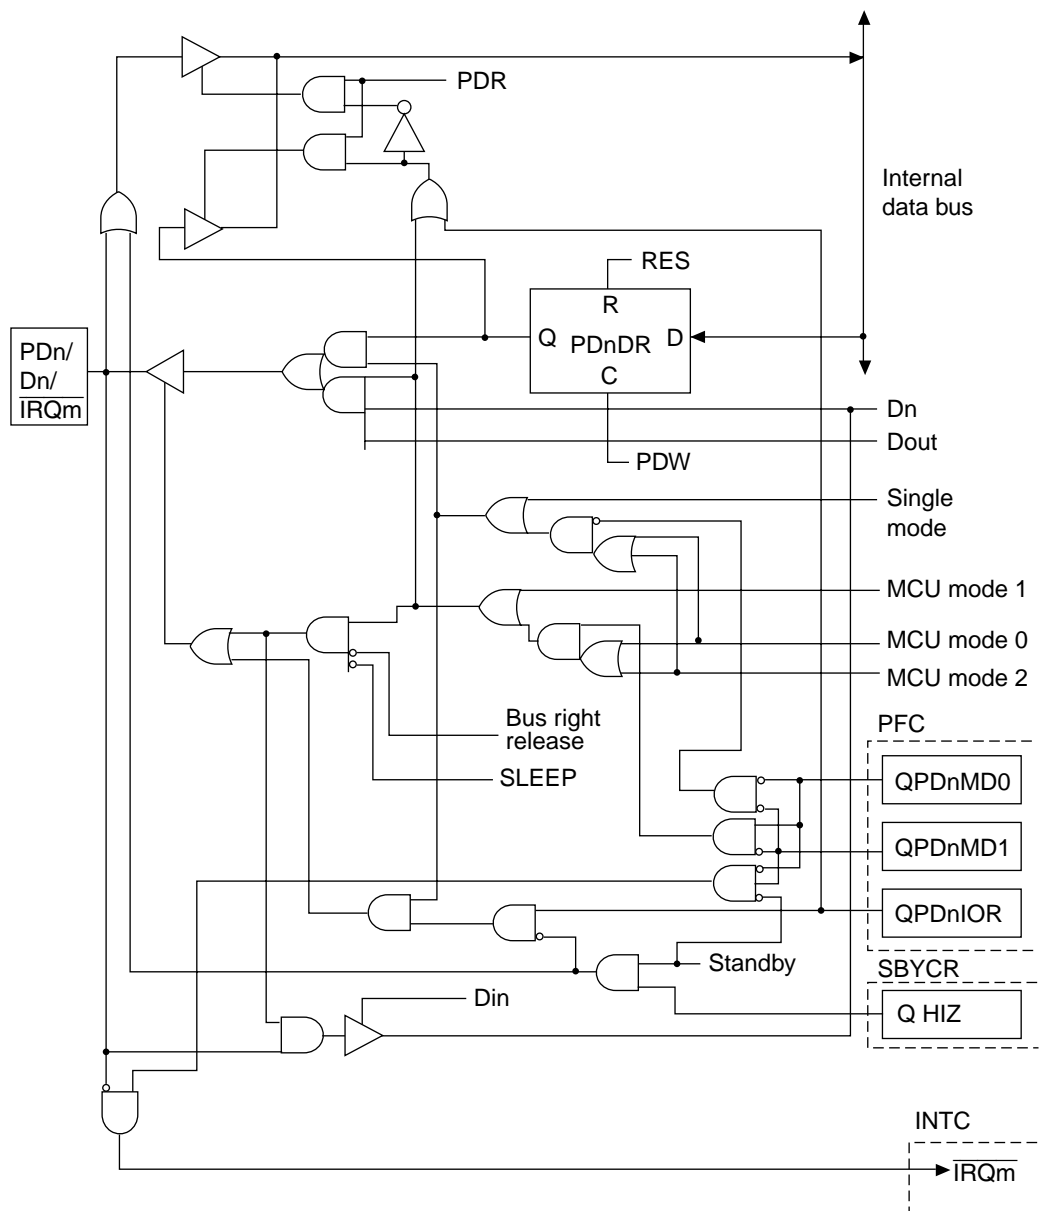 PDR
Internal
data bus
RES
R
Q
PDnDR
D
C
PDn/
Dn/
IRQm
Dn
Dout
PDW
Single
mode
MCU mode 1
MCU mode 0
MCU mode 2
Bus right
release
PFC
SLEEP
QPDnMD0
QPDnMD1
QPDnIOR
Standby
SBYCR
Din
Q HIZ
INTC
IRQm